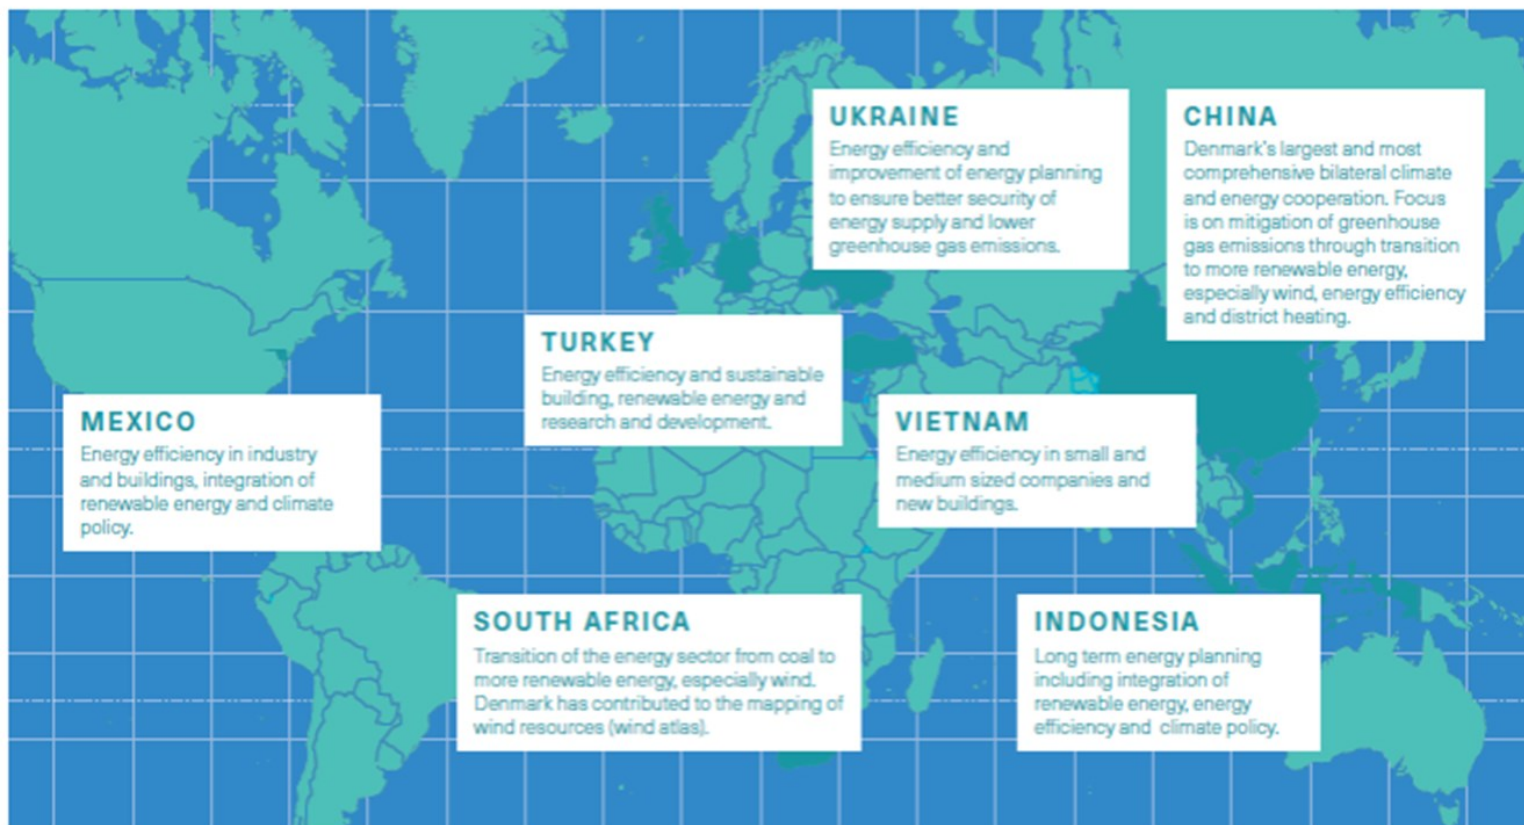 UKRAINE
Energy efficiency and
improvement of energy planning
to ensure better security of
energy supply and lower
greenhouse gas emissions.
CHINA
Denmark's largest and most
comprehensive bilateral climate
and energy cooperation. Focus
is on mitigation of greenhouse
gas emissions through transition
to more renewable energy,
especially wind, energy efficiency
and district heating.
TURKEY
Energy efficiency and sustainable
building, renewable energy and
research and development.
MEXICO
Energy efficiency in industry
and buildings, integration of
renewable energy and climate
policy.
VIETNAM
Energy efficiency in small and
medium sized companies and
new buildings.
SOUTH AFRICA
Transition of the energy sector from coal to
more renewable energy, especially wind.
Denmark has contributed to the mapping of
wind resources (wind atlas).
INDONESIA
Long term energy planning
including integration of
renewable energy, energy
efficiency and climate policy.